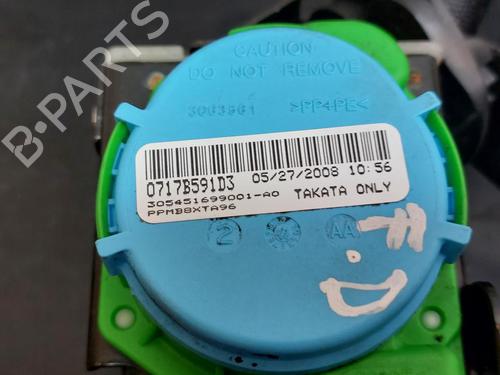 CAUTION
DO NOT REMOVE
3003561 >PP4PE<
0717B591D3 05/27/2008 10:56
305451699001-A0 TAKATA ONLY
PPMB8XTA96
2 AA
F.D
B-PARTS